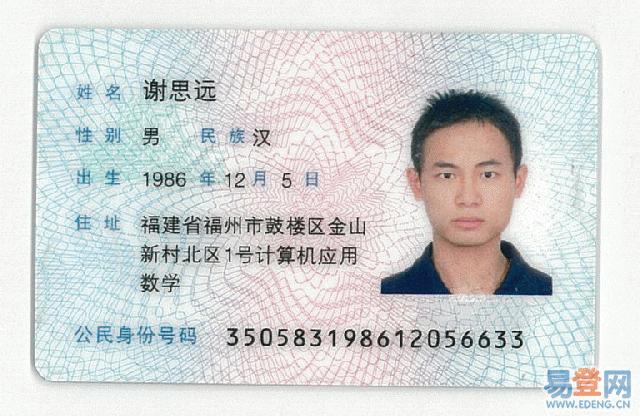 姓名 谢思远
性别 男 民族 汉
出生 1986 年 12 月 5 日
住址 福建省福州市鼓楼区金山
新村北区1号计算机应用
数学
公民身份号码 350583198612056633
易登网
WWW.EDENG.CN